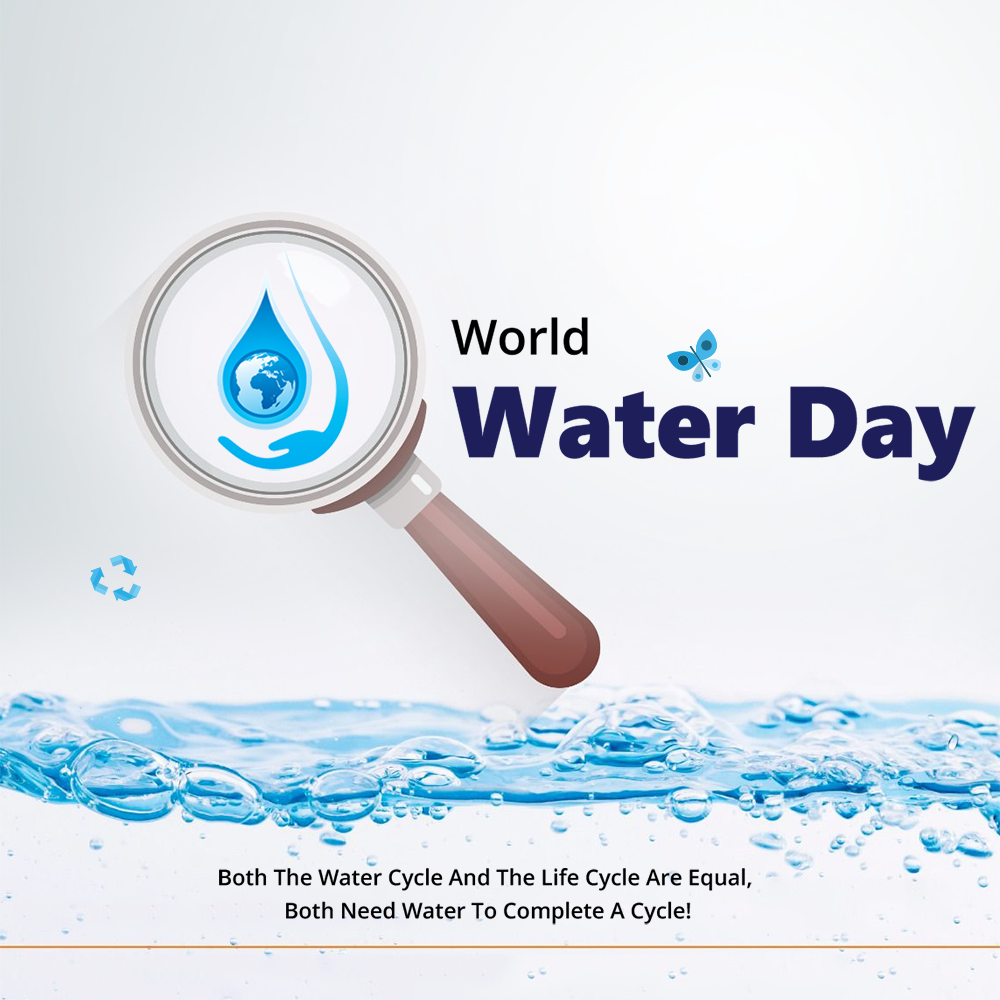 World
Water Day
Both The Water Cycle And The Life Cycle Are Equal,
Both Need Water To Complete A Cycle!